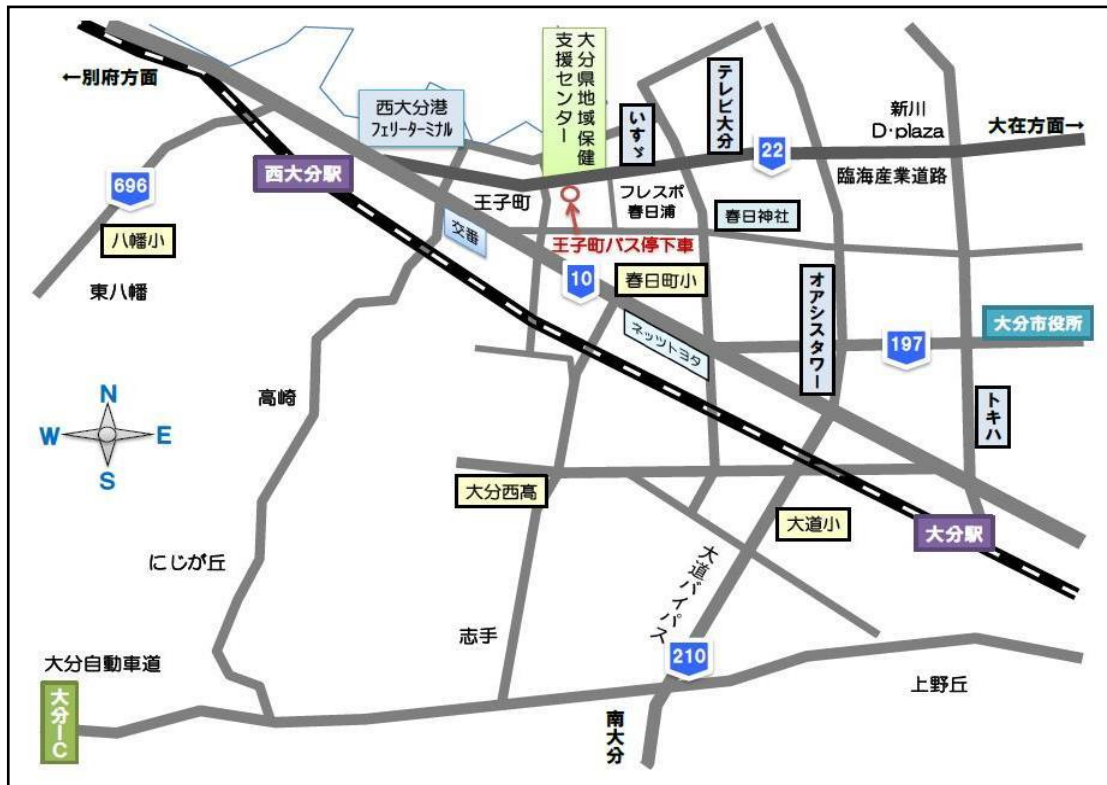 ←別府方面
西大分港
フェリーターミナル
大分県地域保健
支援センター
いすゞ
テレビ大分
22
新川
D・plaza
大在方面→
臨海産業道路
696
西大分駅
八幡小
東八幡
王子町
フレスポ
春日浦
春日神社
交番
王子町バス停下車
10
春日町小
ネッツトヨタ
オアシスタワー
197
大分市役所
トキハ
N
W
E
S
高崎
大分西高
大道小
大分駅
にじが丘
大道バイパス
志手
210
大分自動車道
大分IC
上野丘
南大分